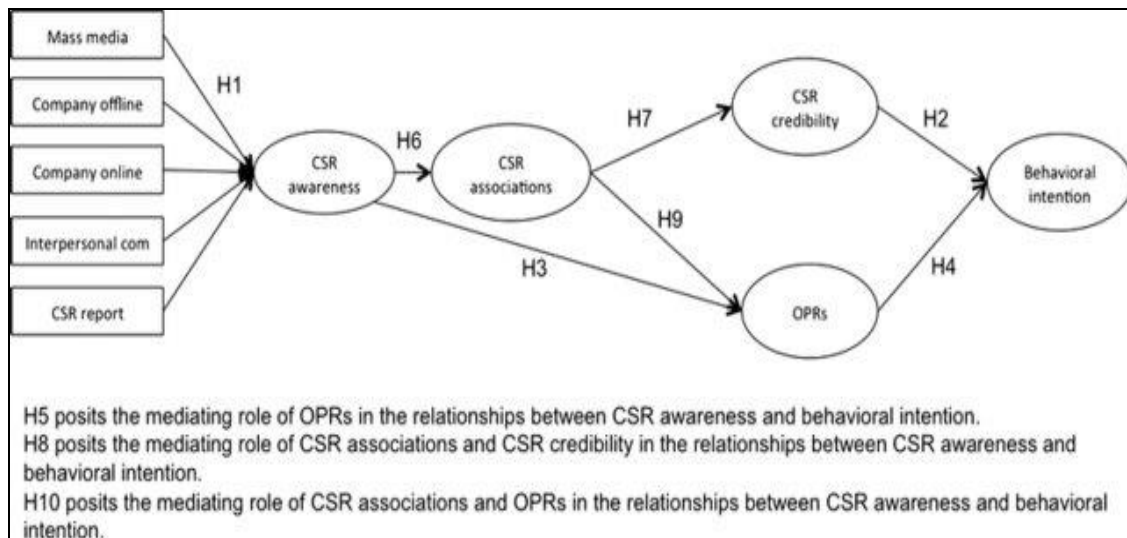 Mass media
Company offline
Company online
Interpersonal com
CSR report
H1
CSR
awareness
H6
CSR
associations
H7
H9
H3
CSR
credibility
OPRs
H2
H4
Behavioral
intention
H5 posits the mediating role of OPRs in the relationships between CSR awareness and behavioral intention.
H8 posits the mediating role of CSR associations and CSR credibility in the relationships between CSR awareness and
behavioral intention.
H10 posits the mediating role of CSR associations and OPRs in the relationships between CSR awareness and behavioral
intention.